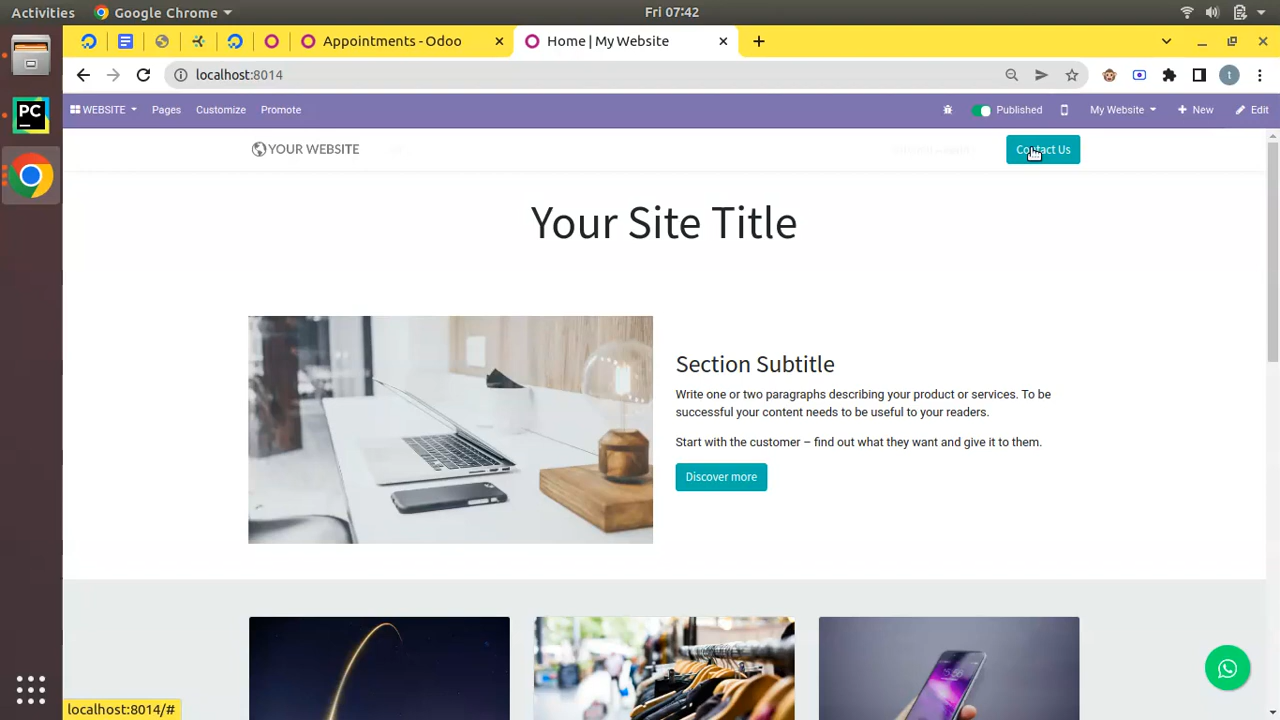 Activities Google Chrome Fri 07:42
Appointments - Odoo Home | My Website
localhost:8014
WEBSITE Pages Customize Promote Published My Website New Edit
YOUR WEBSITE Contact Us
Your Site Title
Section Subtitle
Write one or two paragraphs describing your product or services. To be
successful your content needs to be useful to your readers.
Start with the customer – find out what they want and give it to them.
Discover more
localhost:8014/#